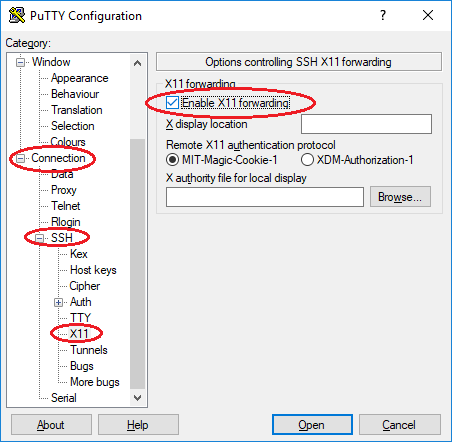 PuTTY Configuration
Category:
Window
Appearance
Behaviour
Translation
Selection
Colours
Connection
Data
Proxy
Telnet
Rlogin
SSH
Kex
Host keys
Cipher
Auth
TTY
X11
Tunnels
Bugs
More bugs
Serial
Options controlling SSH X11 forwarding
X11 forwarding
Enable X11 forwarding
X display location
Remote X11 authentication protocol
MIT-Magic-Cookie-1 XDM-Authorization-1
X authority file for local display
Browse...
About Help Open Cancel